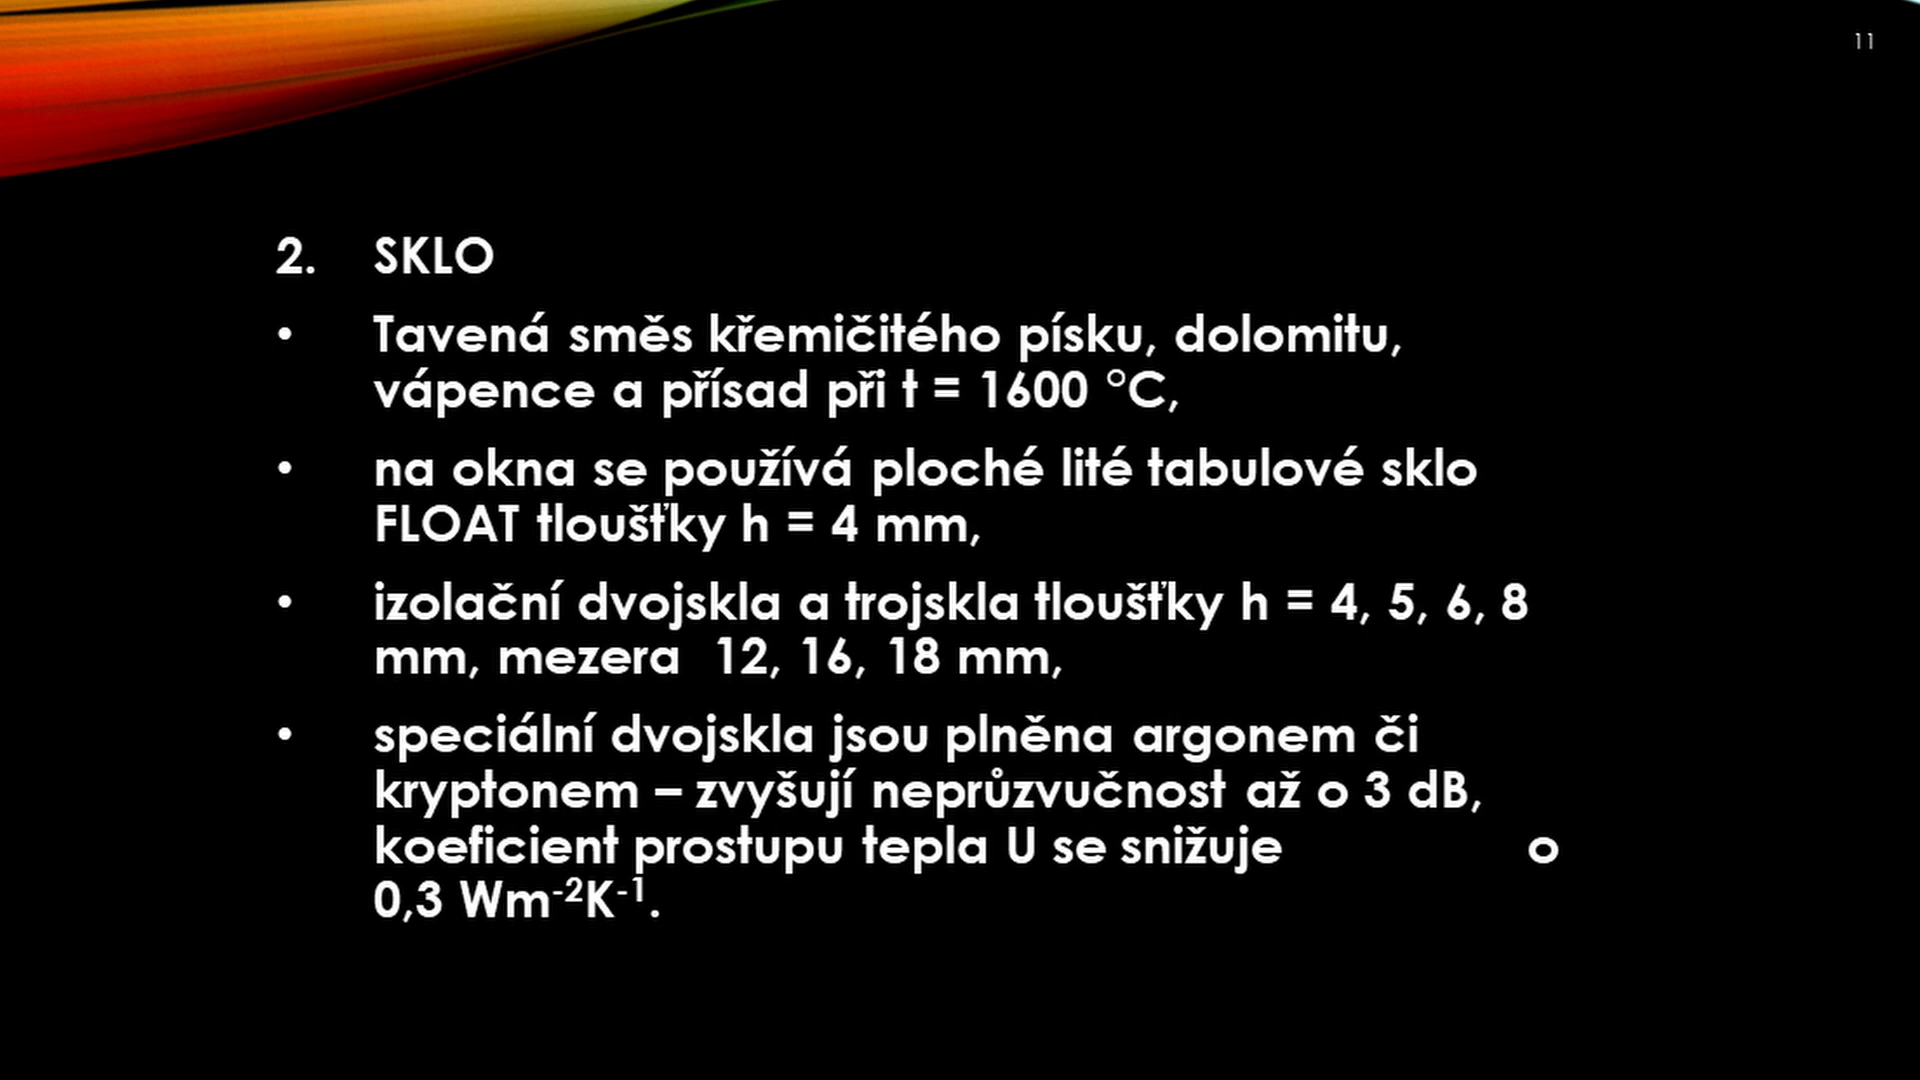 11
2. SKLO
• Tavená směs křemičitého písku, dolomitu,
vápence a přísad při t = 1600 °C,
• na okna se používá ploché lité tabulové sklo
FLOAT tloušťky h = 4 mm,
• izolační dvojskla a trojskla tloušťky h = 4, 5, 6, 8
mm, mezera 12, 16, 18 mm,
• speciální dvojskla jsou plněna argonem či
kryptonem – zvyšují neprůzvučnost až o 3 dB,
koeficient prostupu tepla U se snižuje o
0,3 Wm⁻²K⁻¹.